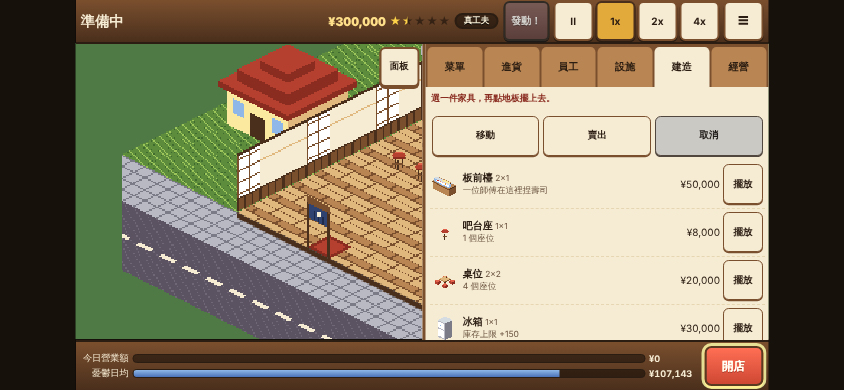 準備中
¥300,000
真工夫
發動！
II
1x
2x
4x
面板
菜單
進貨
員工
設施
建造
經營
選一件家具，再點地板擺上去。
移動
賣出
取消
板前檯 2×1
一位師傅在這裡捏壽司
¥50,000
擺放
吧台座 1×1
1 個座位
¥8,000
擺放
桌位 2×2
4 個座位
¥20,000
擺放
冰箱 1×1
庫存上限 +150
¥30,000
擺放
今日營業額
¥0
憂鬱日均
¥107,143
開店